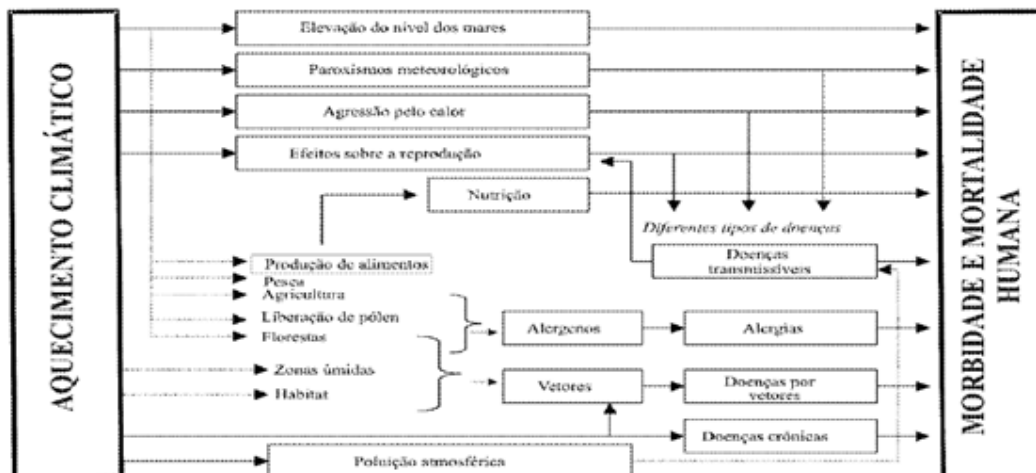 AQUECIMENTO CLIMÁTICO
Elevação do nível dos mares
Paroxismos meteorológicos
Agressão pelo calor
Efeitos sobre a reprodução
Nutrição
Diferentes tipos de doenças
Doenças
transmissíveis
Produção de alimentos
Pesca
Agricultura
Liberação de pólen
Florestas
Alergenos
Alergias
Zonas úmidas
Habitat
Vetores
Doenças por
vetores
Doenças crônicas
Poluição atmosférica
MORBIDADE E MORTALIDADE
HUMANA